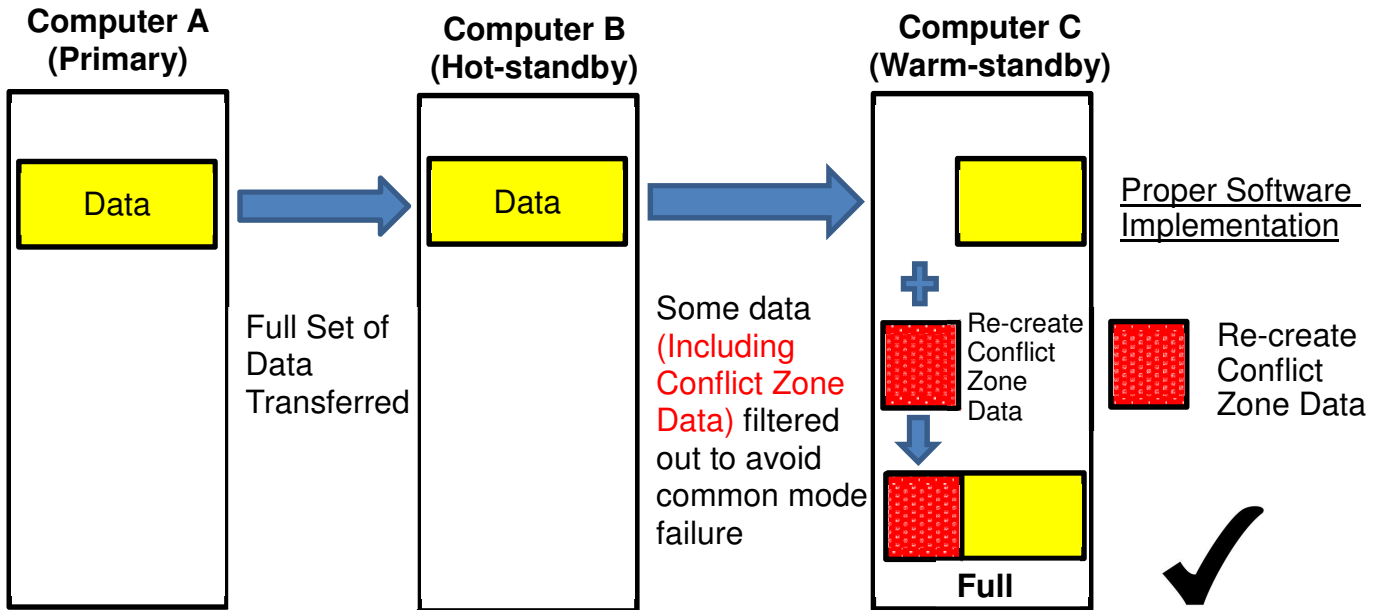 Computer A
(Primary)
Computer B
(Hot-standby)
Computer C
(Warm-standby)
Data
Data
Proper Software
Implementation
Full Set of
Data
Transferred
Some data
(Including
Conflict Zone
Data) filtered
out to avoid
common mode
failure
Re-create
Conflict
Zone
Data
Re-create
Conflict
Zone Data
Full